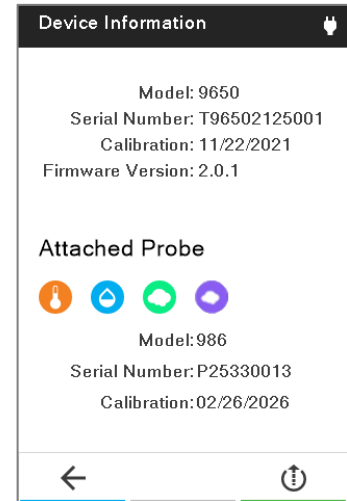 Device Information
Model: 9650
Serial Number: T96502125001
Calibration: 11/22/2021
Firmware Version: 2.0.1
Attached Probe
Model: 986
Serial Number: P25330013
Calibration: 02/26/2026